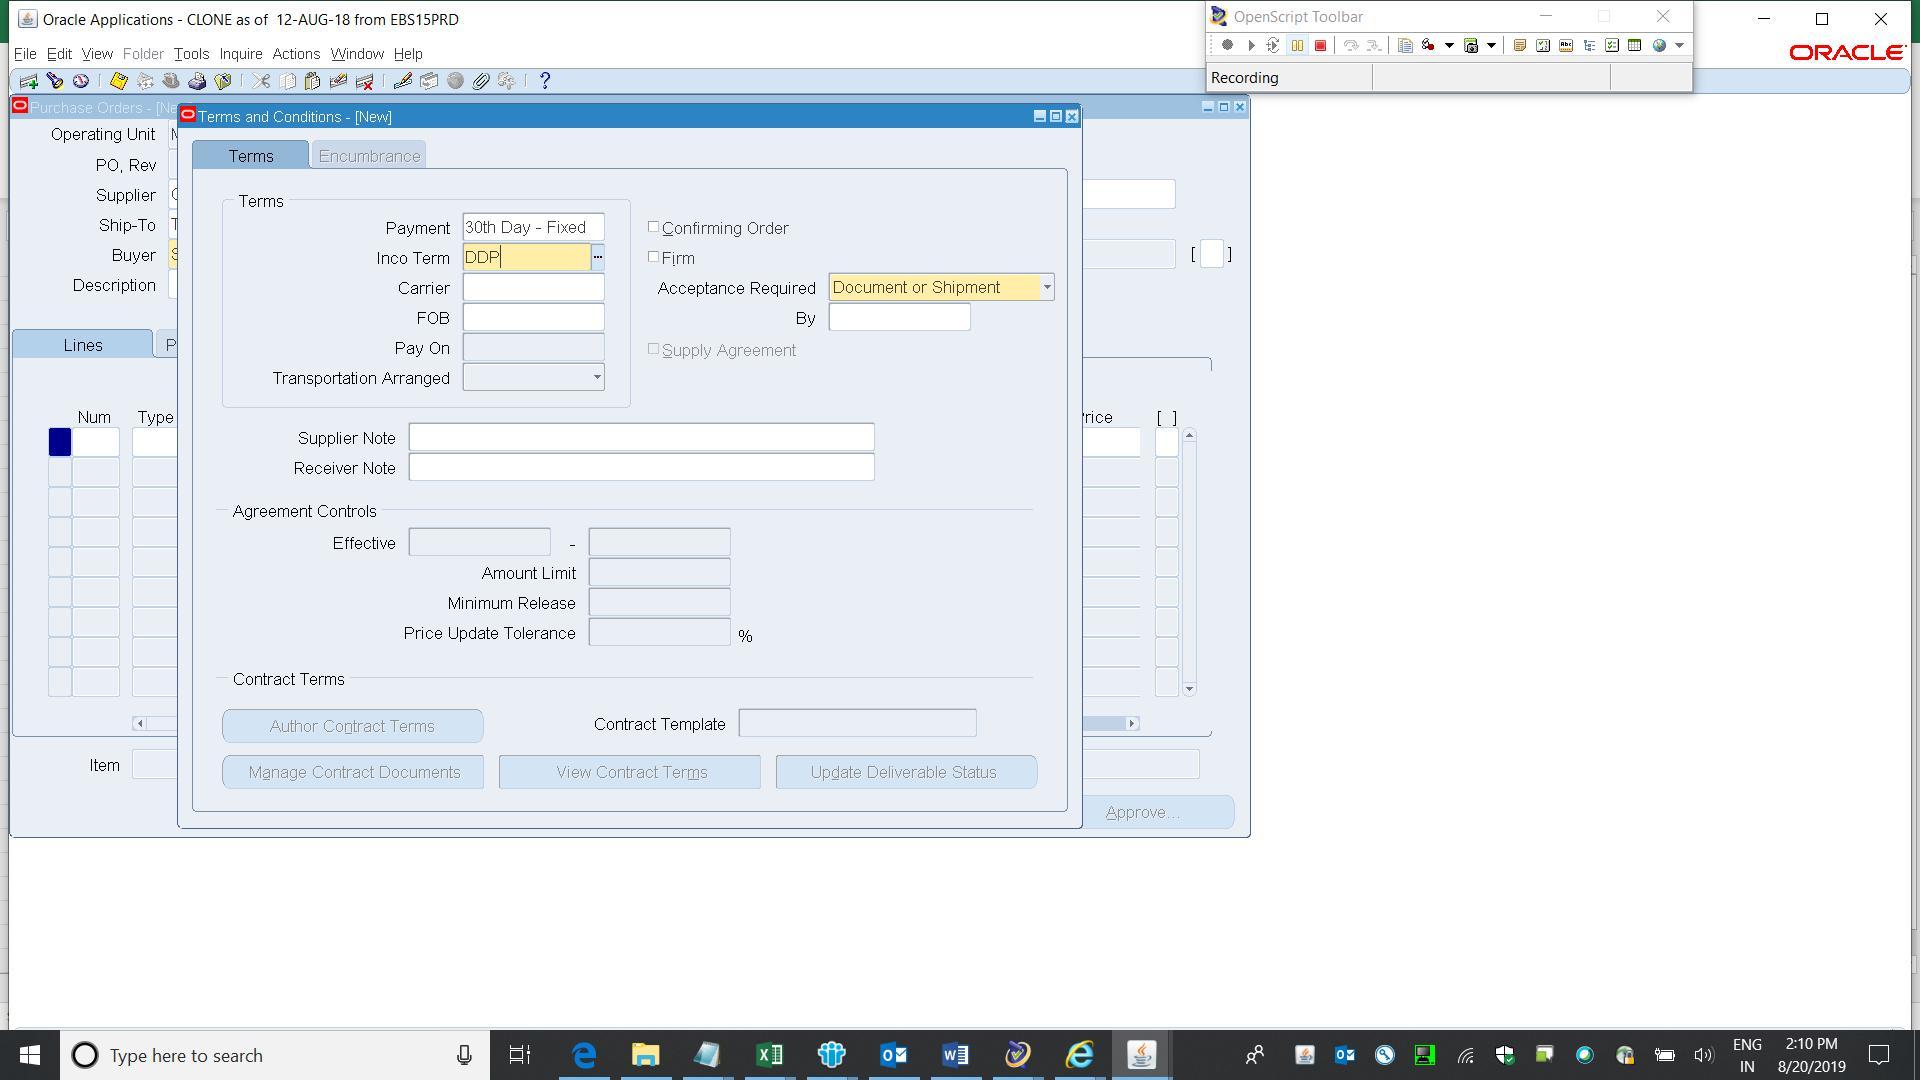 Oracle Applications - CLONE as of 12-AUG-18 from EBS15PRD
OpenScript Toolbar
File Edit View Folder Tools Inquire Actions Window Help
ORACLE
Recording
Purchase Orders - [Ne
Terms and Conditions - [New]
Operating Unit
PO, Rev
Supplier
Ship-To
Buyer
Description
Terms
Encumbrance
Terms
Payment 30th Day - Fixed
Confirming Order
Inco Term DDP
Firm
Carrier
Acceptance Required Document or Shipment
FOB
By
Pay On
Supply Agreement
Transportation Arranged
[ ]
Lines
P
Num Type
Price [ ]
Supplier Note
Receiver Note
Agreement Controls
Effective -
Amount Limit
Minimum Release
Price Update Tolerance %
Contract Terms
Author Contract Terms
Contract Template
Manage Contract Documents
View Contract Terms
Update Deliverable Status
Item
Approve...
Type here to search
ENG
IN
2:10 PM
8/20/2019